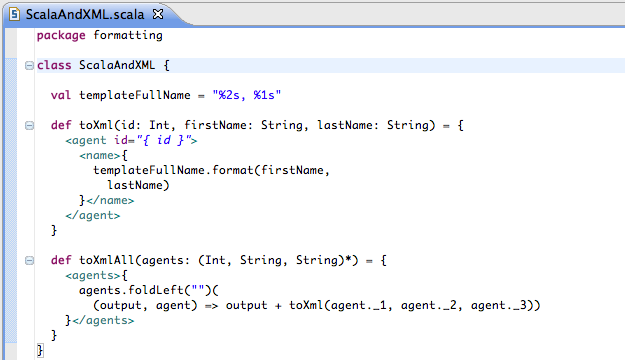 ScalaAndXML.scala
package formatting
class ScalaAndXML {
val templateFullName = "%2s, %1s"
def toXml(id: Int, firstName: String, lastName: String) = {
<agent id="{ id }">
<name>{
templateFullName.format(firstName,
lastName)
}</name>
</agent>
}
def toXmlAll(agents: (Int, String, String)*) = {
<agents>{
agents.foldLeft("")(
(output, agent) => output + toXml(agent._1, agent._2, agent._3))
}</agents>
}
}